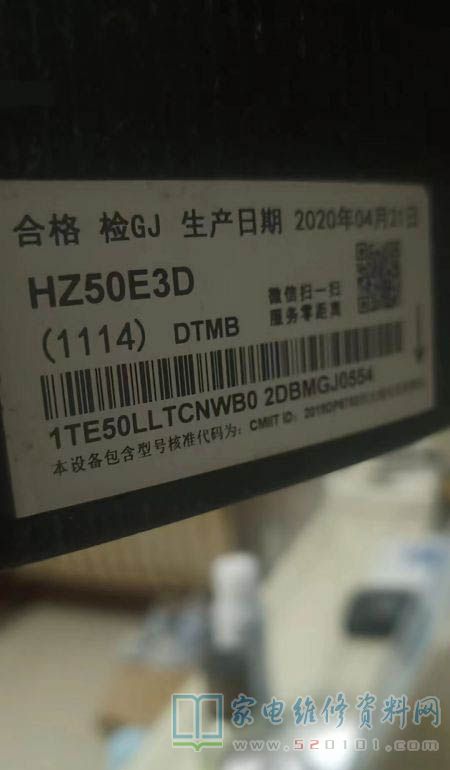 合格 检GJ 生产日期 2020年04月21日
HZ50E3D
微信扫一扫
(1114) DTMB
服务零距离
1TE50LLTCNWB0 2DBMGJ0554
本设备包含型号核准代码为: CMIIT ID:
家电维修资料网
www.520101.com